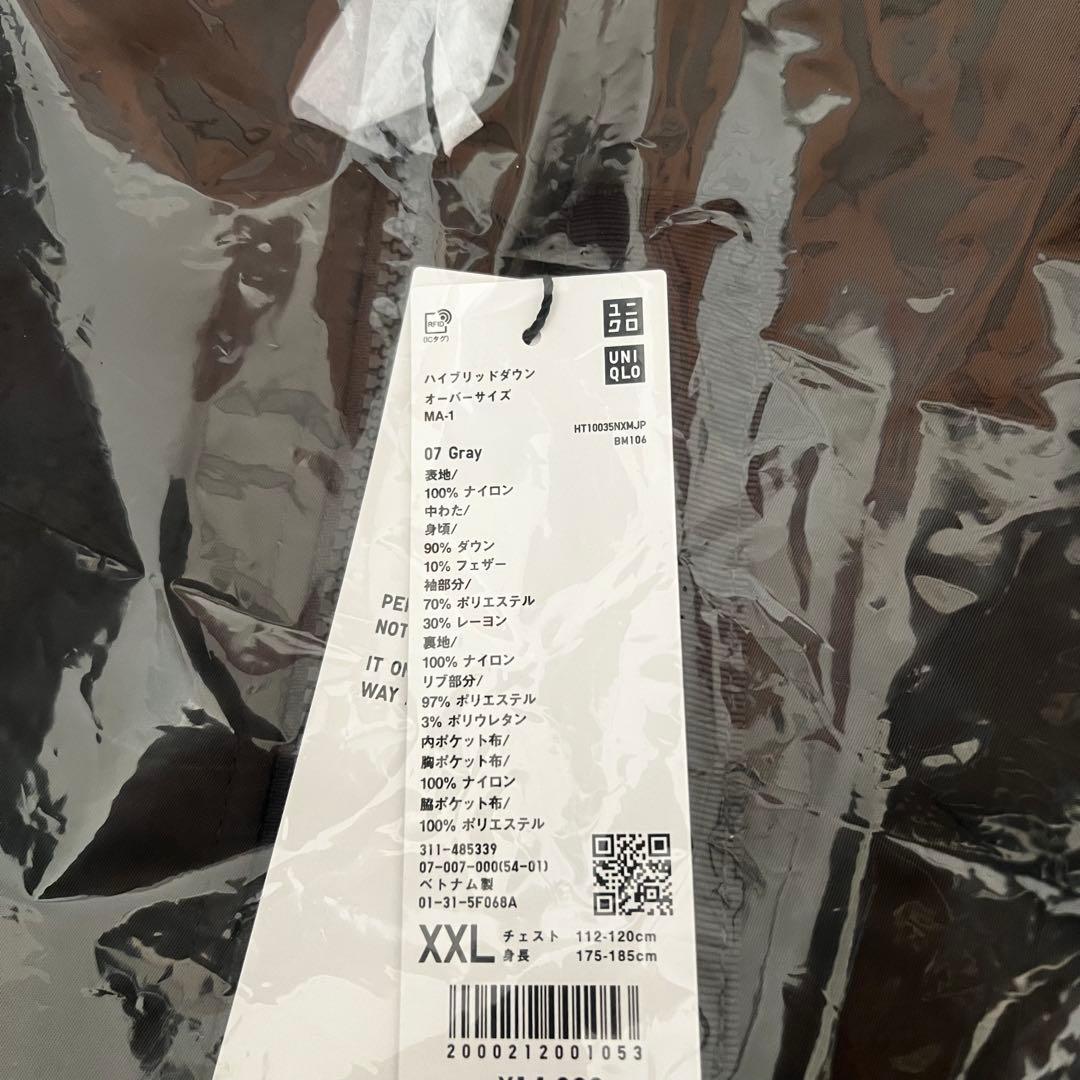 RFID
(ICタグ)
ユニ
クロ
UNI
QLO
ハイブリッドダウン
オーバーサイズ
MA-1
HT10035NXMJP
BM106
07 Gray
表地/
100% ナイロン
中わた/
身頃/
90% ダウン
10% フェザー
袖部分/
70% ポリエステル
30% レーヨン
裏地/
100% ナイロン
リブ部分/
97% ポリエステル
3% ポリウレタン
内ポケット布/
胸ポケット布/
100% ナイロン
脇ポケット布/
100% ポリエステル
311-485339
07-007-000(54-01)
ベトナム製
01-31-5F068A
XXL
チェスト 112-120cm
身長 175-185cm
2000212001053
NOT
IT
WAY